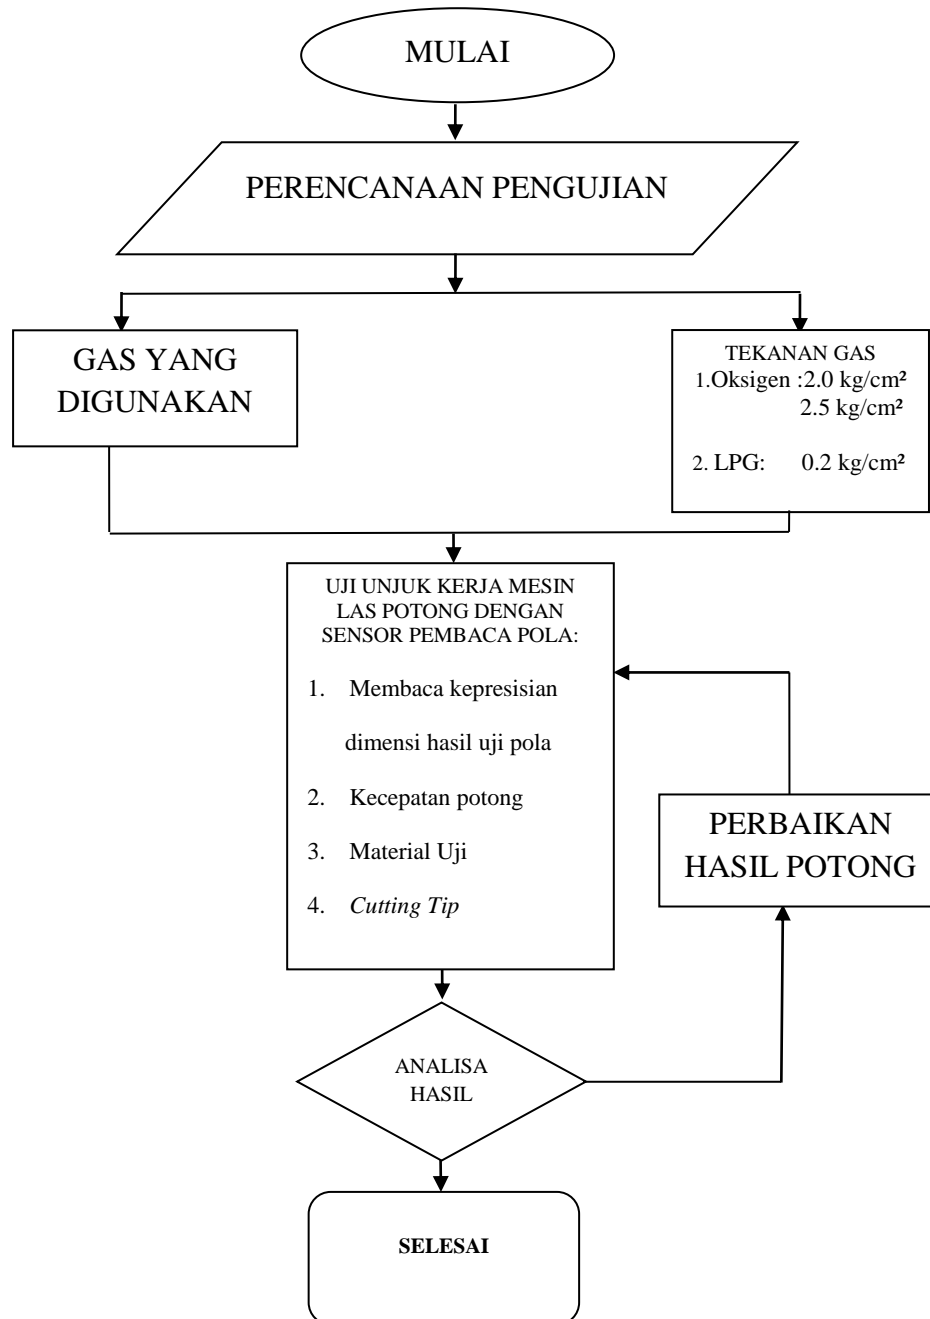 MULAI
PERENCANAAN PENGUJIAN
GAS YANG
DIGUNAKAN
TEKANAN GAS
1.Oksigen :2.0 kg/cm²
2.5 kg/cm²
2. LPG: 0.2 kg/cm²
UJI UNJUK KERJA MESIN
LAS POTONG DENGAN
SENSOR PEMBACA POLA:
1. Membaca kepresisian
dimensi hasil uji pola
2. Kecepatan potong
3. Material Uji
4. Cutting Tip
PERBAIKAN
HASIL POTONG
ANALISA
HASIL
SELESAI